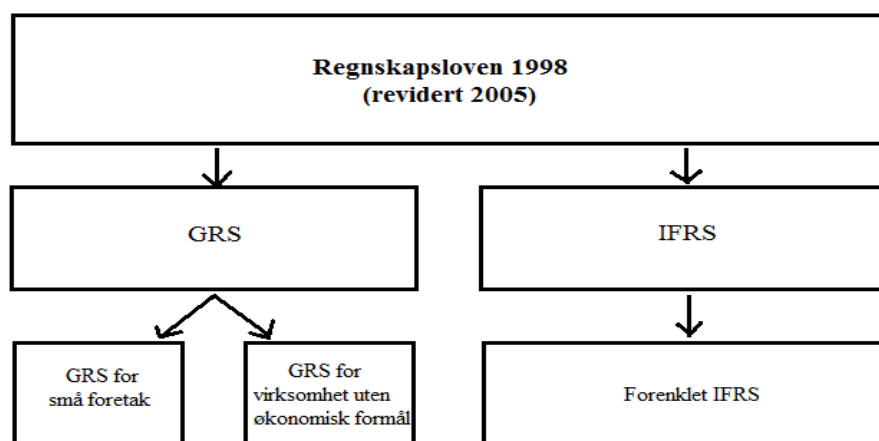 Regnskapsloven 1998
(revidert 2005)
GRS
IFRS
GRS for
små foretak
GRS for
virksomhet uten
økonomisk formål
Forenklet IFRS